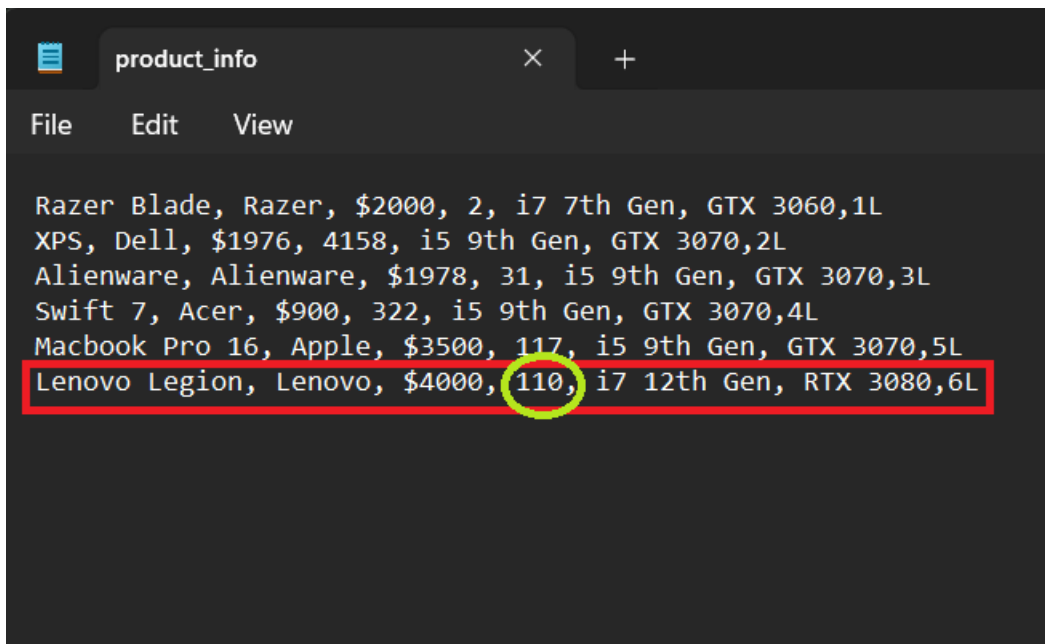 product_info
File Edit View
Razer Blade, Razer, $2000, 2, i7 7th Gen, GTX 3060,1L
XPS, Dell, $1976, 4158, i5 9th Gen, GTX 3070,2L
Alienware, Alienware, $1978, 31, i5 9th Gen, GTX 3070,3L
Swift 7, Acer, $900, 322, i5 9th Gen, GTX 3070,4L
Macbook Pro 16, Apple, $3500, 117, i5 9th Gen, GTX 3070,5L
Lenovo Legion, Lenovo, $4000, 110, i7 12th Gen, RTX 3080,6L